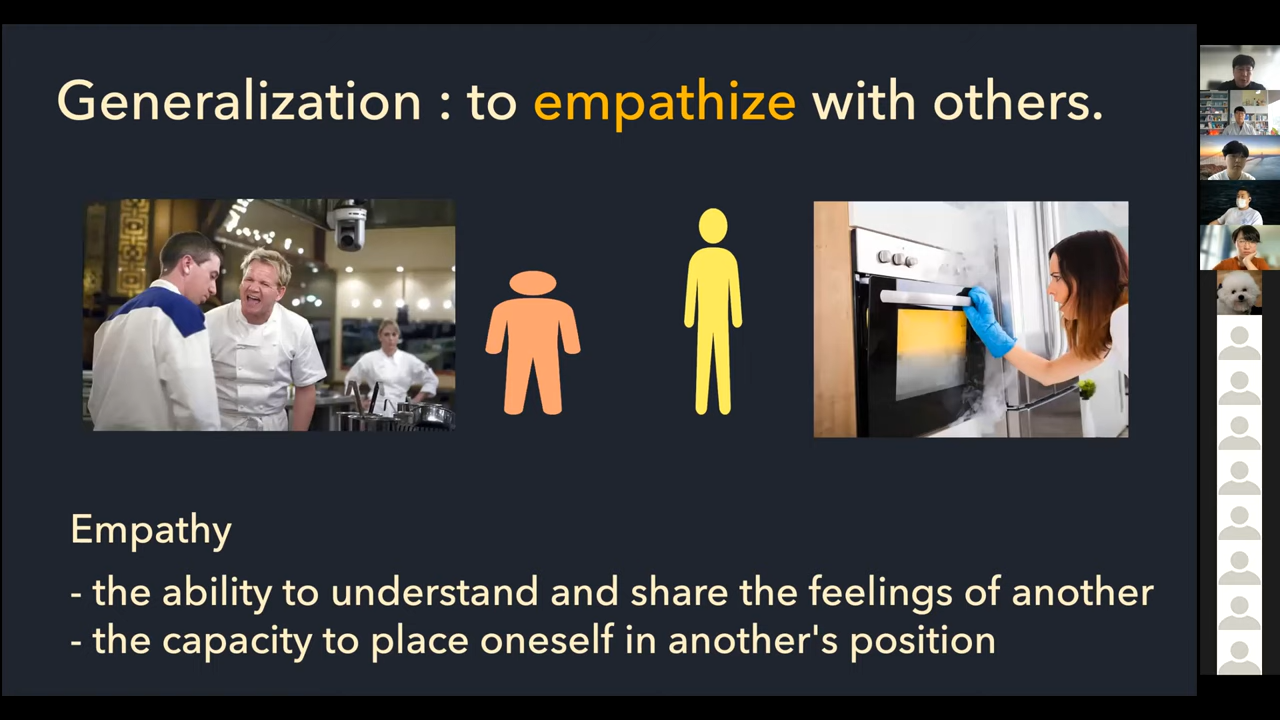 Generalization : to empathize with others.
Empathy
- the ability to understand and share the feelings of another
- the capacity to place oneself in another's position